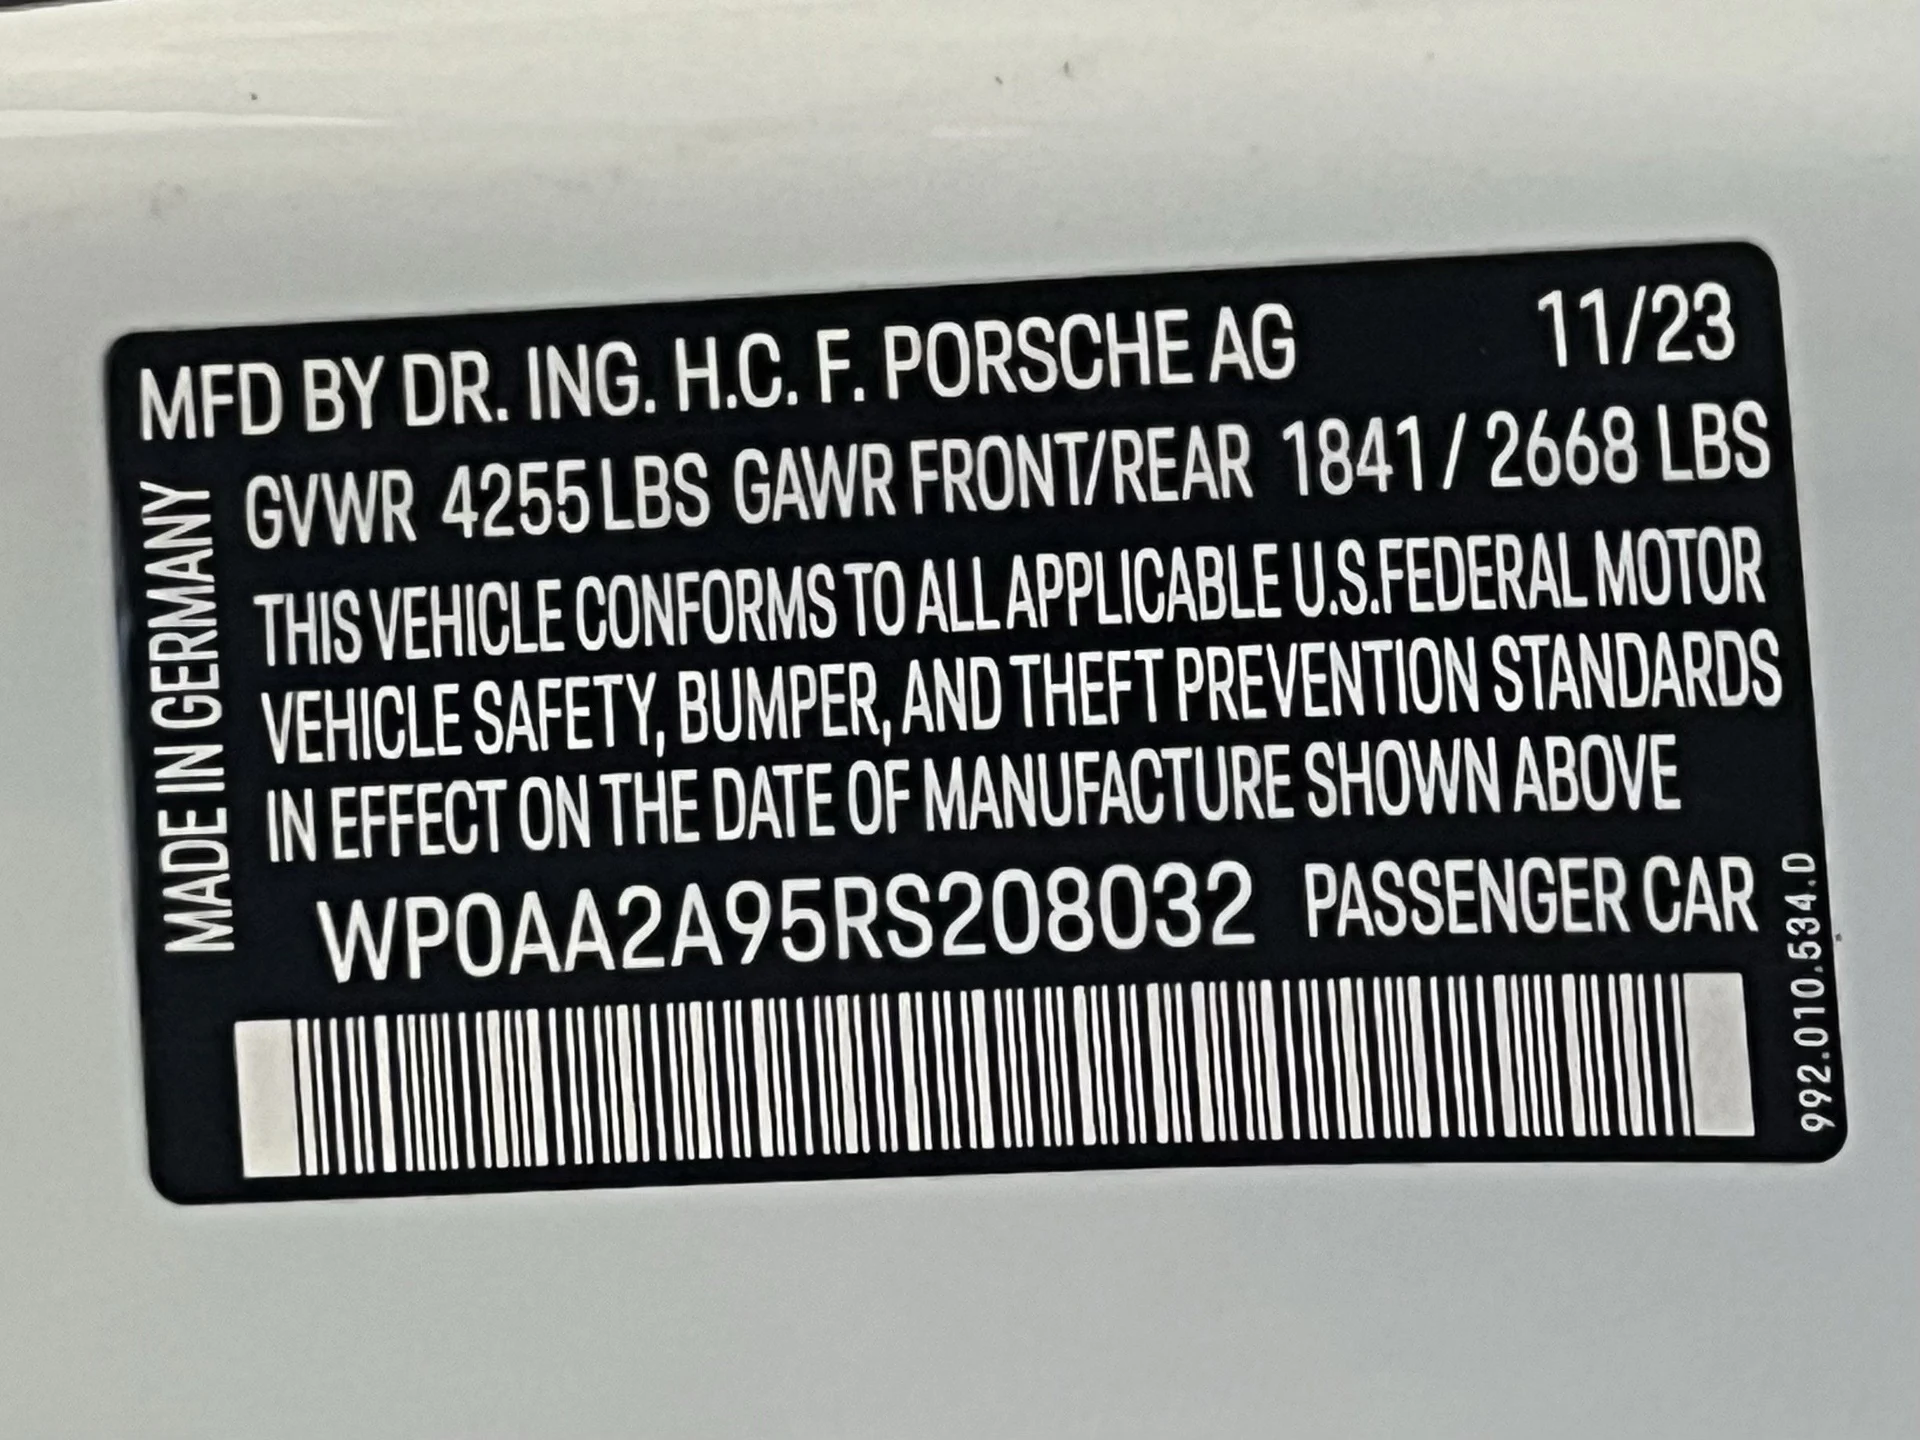 MFD BY DR. ING. H.C. F. PORSCHE AG 11/23
GVWR 4255 LBS GAWR FRONT/REAR 1841 / 2668 LBS
THIS VEHICLE CONFORMS TO ALL APPLICABLE U.S.FEDERAL MOTOR
VEHICLE SAFETY, BUMPER, AND THEFT PREVENTION STANDARDS
IN EFFECT ON THE DATE OF MANUFACTURE SHOWN ABOVE
WP0AA2A95RS208032 PASSENGER CAR
MADE IN GERMANY
992.010.534.D